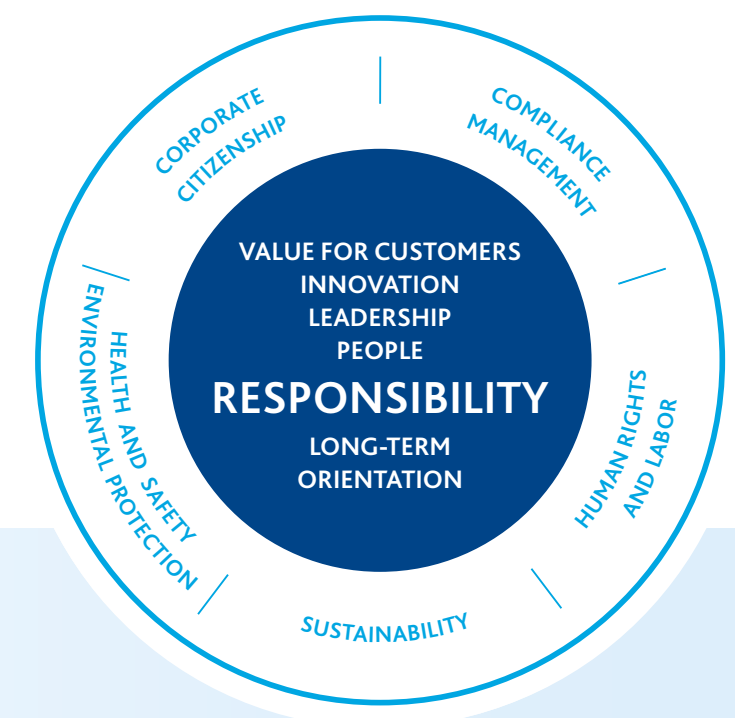 CORPORATE
CITIZENSHIP
COMPLIANCE
MANAGEMENT
VALUE FOR CUSTOMERS
INNOVATION
LEADERSHIP
PEOPLE
RESPONSIBILITY
LONG-TERM
ORIENTATION
HEALTH AND SAFETY
ENVIRONMENTAL PROTECTION
HUMAN RIGHTS
AND LABOR
SUSTAINABILITY